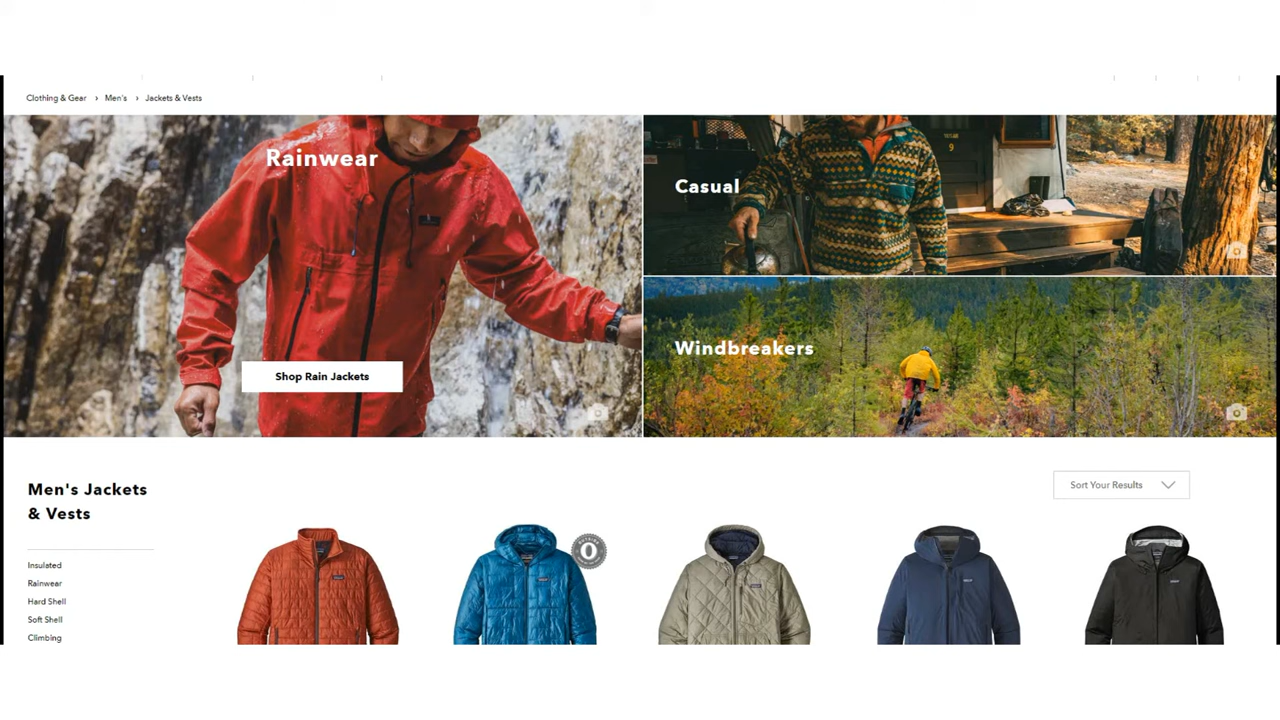 Clothing & Gear › Men's › Jackets & Vests
Rainwear
Shop Rain Jackets
Casual
9
Windbreakers
Men's Jackets
& Vests
Sort Your Results
Insulated
Rainwear
Hard Shell
Soft Shell
Climbing
O